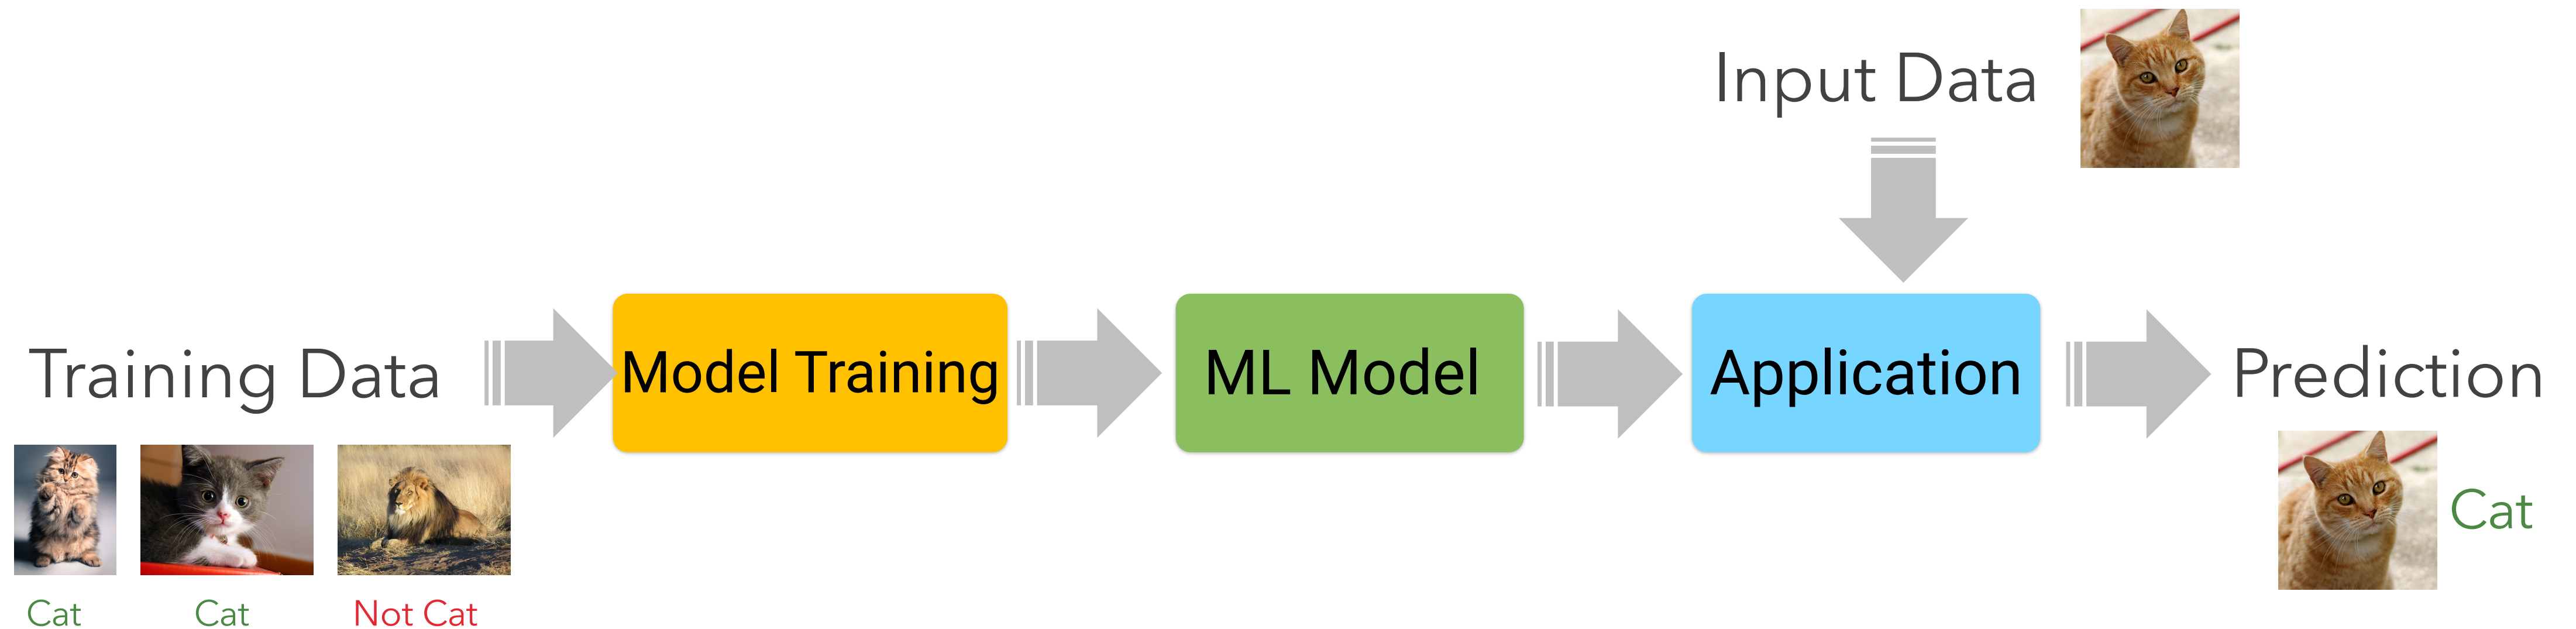 Input Data
Training Data
Model Training
ML Model
Application
Prediction
Cat
Cat
Cat
Not Cat